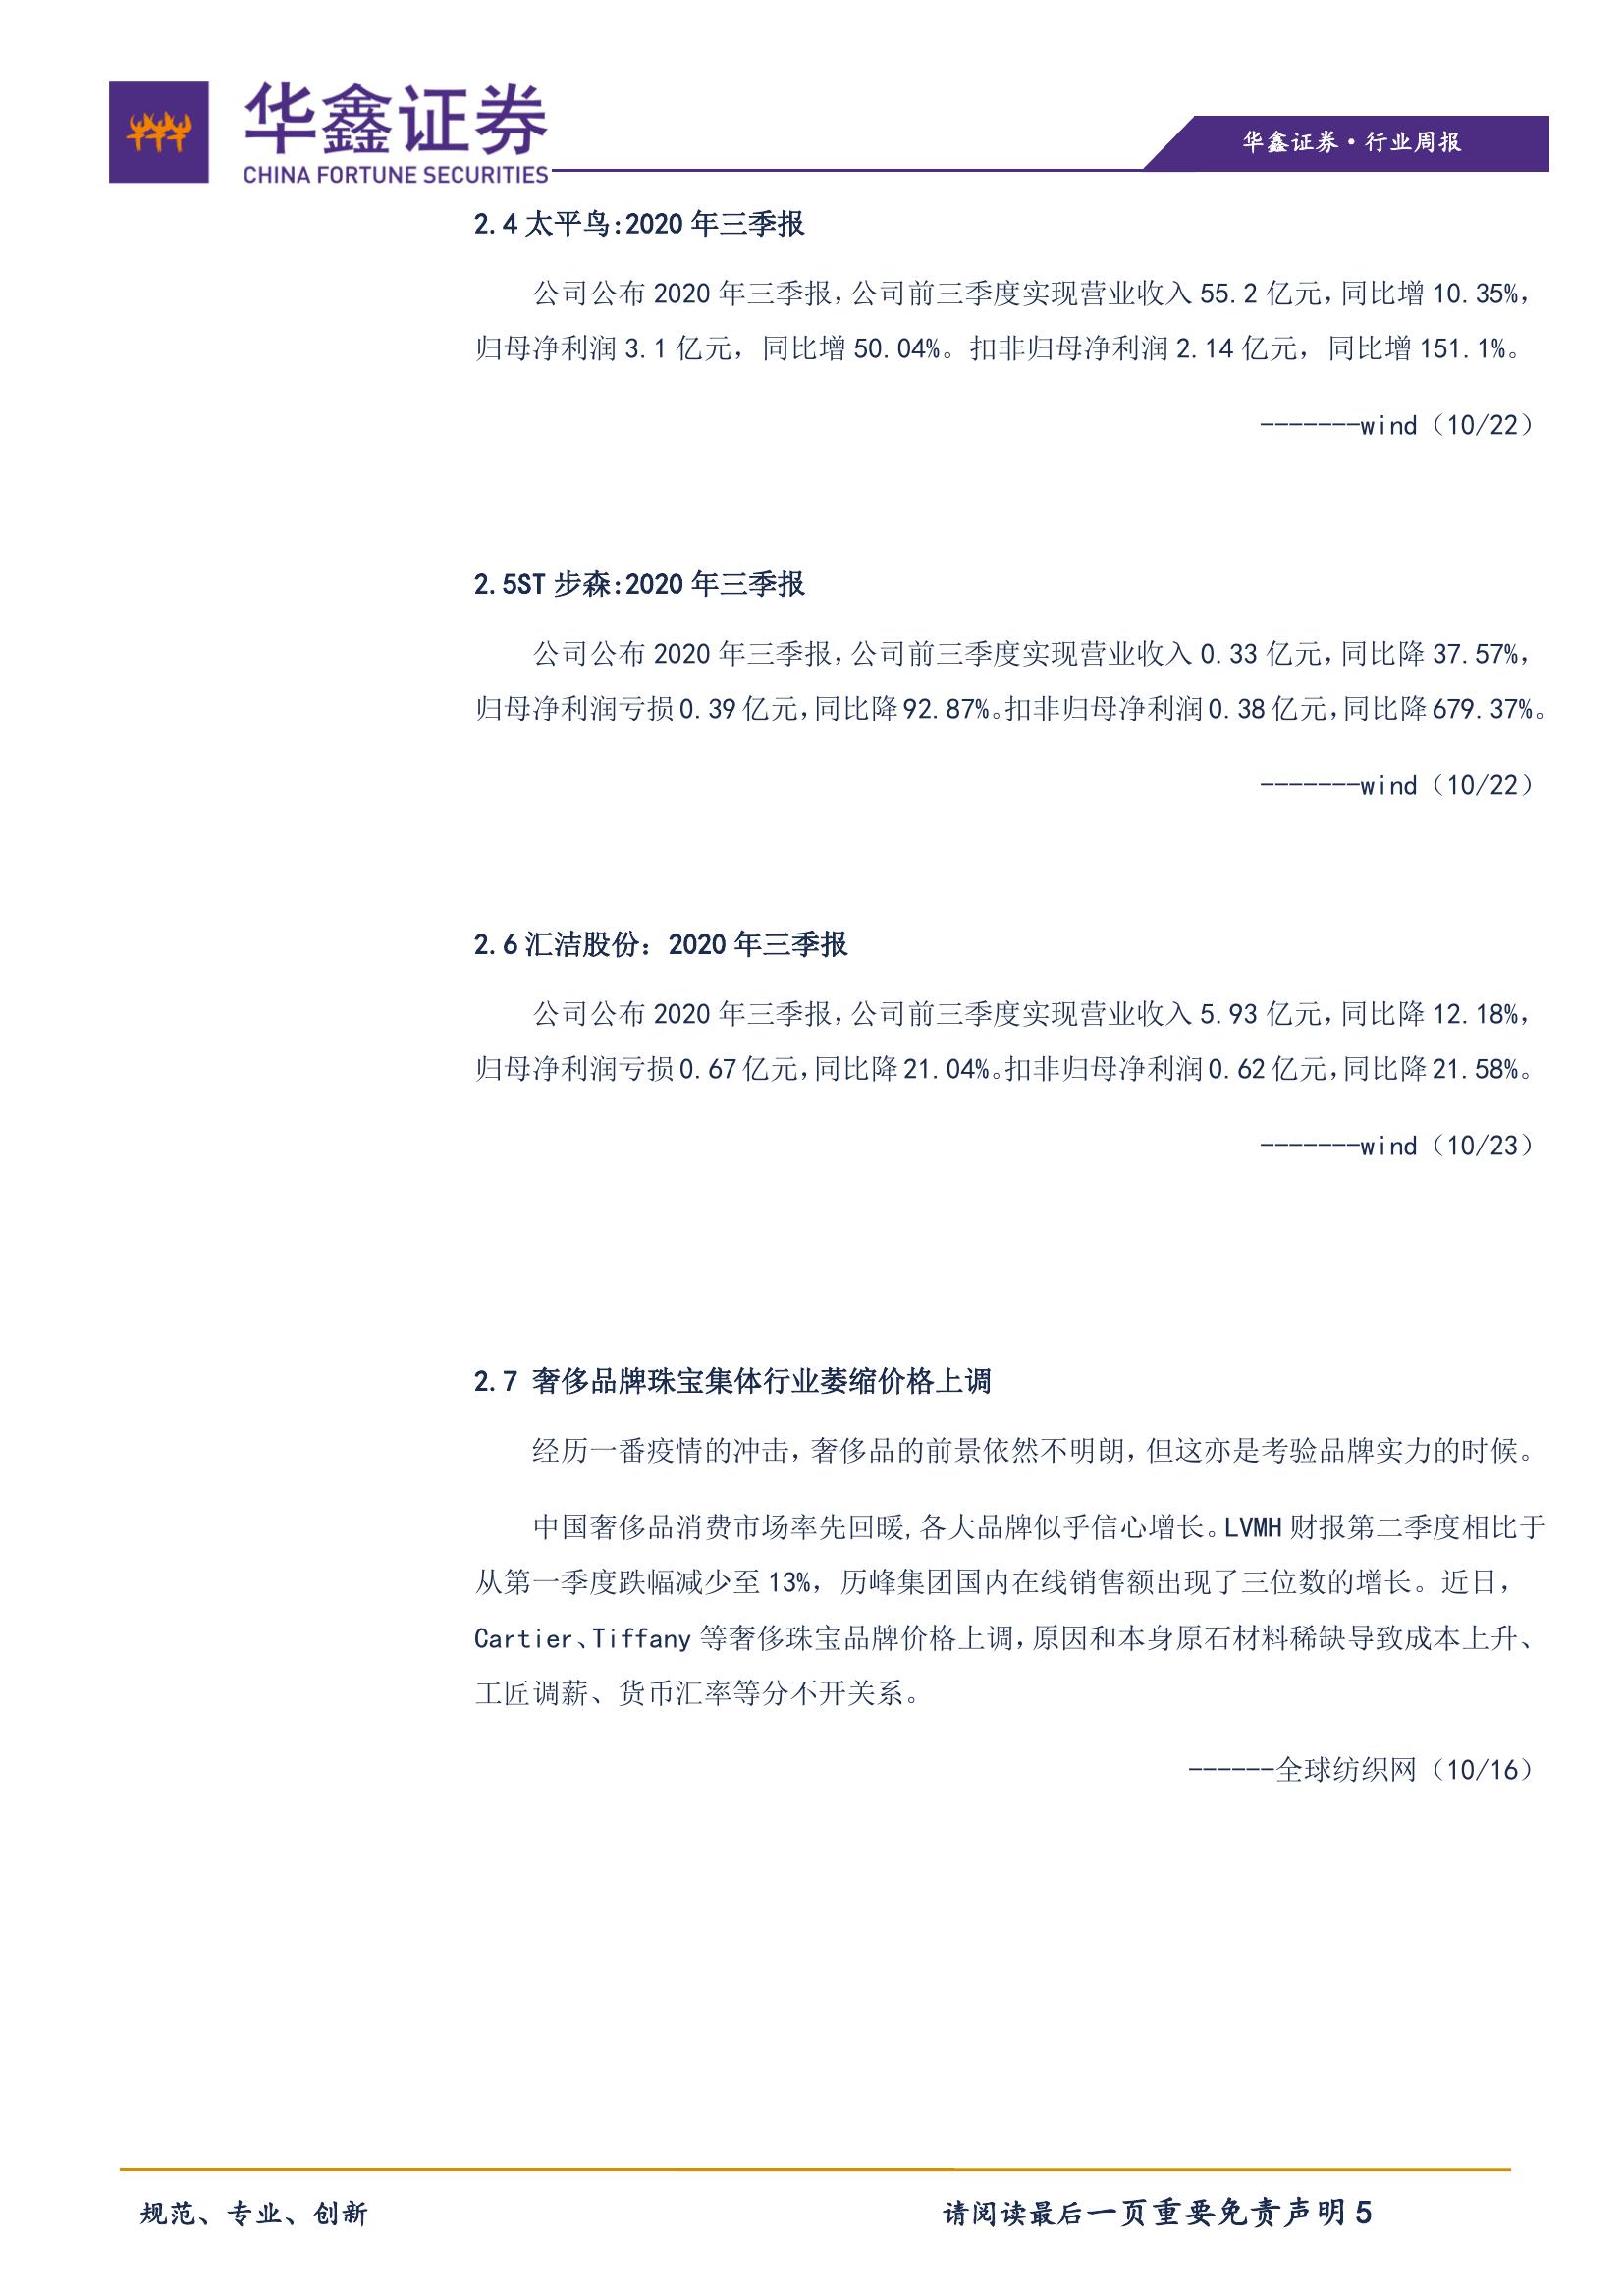 华鑫证券
CHINA FORTUNE SECURITIES
华鑫证券·行业周报
2.4 太平鸟:2020 年三季报
公司公布 2020 年三季报,公司前三季度实现营业收入 55.2 亿元,同比增 10.35%,
归母净利润 3.1 亿元，同比增 50.04%。扣非归母净利润 2.14 亿元，同比增 151.1%。
-------wind（10/22）
2.5ST 步森:2020 年三季报
公司公布 2020 年三季报,公司前三季度实现营业收入 0.33 亿元,同比降 37.57%,
归母净利润亏损 0.39 亿元,同比降 92.87%。扣非归母净利润 0.38 亿元,同比降 679.37%。
-------wind（10/22）
2.6 汇洁股份：2020 年三季报
公司公布 2020 年三季报,公司前三季度实现营业收入 5.93 亿元,同比降 12.18%,
归母净利润亏损 0.67 亿元,同比降 21.04%。扣非归母净利润 0.62 亿元,同比降 21.58%。
-------wind（10/23）
2.7 奢侈品牌珠宝集体行业萎缩价格上调
经历一番疫情的冲击,奢侈品的前景依然不明朗,但这亦是考验品牌实力的时候。
中国奢侈品消费市场率先回暖,各大品牌似乎信心增长。LVMH 财报第二季度相比于
从第一季度跌幅减少至 13%，历峰集团国内在线销售额出现了三位数的增长。近日，
Cartier、Tiffany 等奢侈珠宝品牌价格上调,原因和本身原石材料稀缺导致成本上升、
工匠调薪、货币汇率等分不开关系。
------全球纺织网（10/16）
规范、专业、创新
请阅读最后一页重要免责声明 5